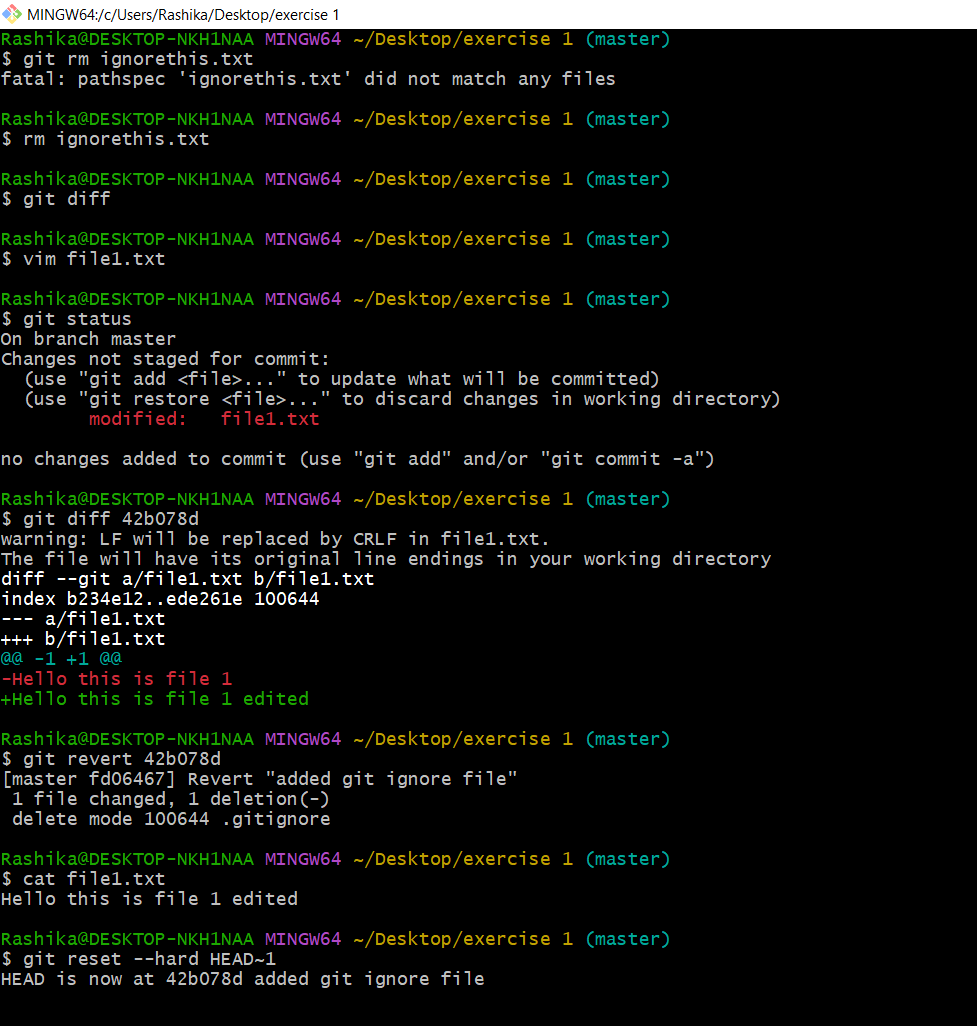 MINGW64:/c/Users/Rashika/Desktop/exercise 1
Rashika@DESKTOP-NKH1NAA MINGW64 ~/Desktop/exercise 1 (master)
$ git rm ignorethis.txt
fatal: pathspec 'ignorethis.txt' did not match any files
Rashika@DESKTOP-NKH1NAA MINGW64 ~/Desktop/exercise 1 (master)
$ rm ignorethis.txt
Rashika@DESKTOP-NKH1NAA MINGW64 ~/Desktop/exercise 1 (master)
$ git diff
Rashika@DESKTOP-NKH1NAA MINGW64 ~/Desktop/exercise 1 (master)
$ vim file1.txt
Rashika@DESKTOP-NKH1NAA MINGW64 ~/Desktop/exercise 1 (master)
$ git status
On branch master
Changes not staged for commit:
  (use "git add <file>..." to update what will be committed)
  (use "git restore <file>..." to discard changes in working directory)
        modified:   file1.txt
no changes added to commit (use "git add" and/or "git commit -a")
Rashika@DESKTOP-NKH1NAA MINGW64 ~/Desktop/exercise 1 (master)
$ git diff 42b078d
warning: LF will be replaced by CRLF in file1.txt.
The file will have its original line endings in your working directory
diff --git a/file1.txt b/file1.txt
index b234e12..ede261e 100644
--- a/file1.txt
+++ b/file1.txt
@@ -1 +1 @@
-Hello this is file 1
+Hello this is file 1 edited
Rashika@DESKTOP-NKH1NAA MINGW64 ~/Desktop/exercise 1 (master)
$ git revert 42b078d
[master fd06467] Revert "added git ignore file"
 1 file changed, 1 deletion(-)
 delete mode 100644 .gitignore
Rashika@DESKTOP-NKH1NAA MINGW64 ~/Desktop/exercise 1 (master)
$ cat file1.txt
Hello this is file 1 edited
Rashika@DESKTOP-NKH1NAA MINGW64 ~/Desktop/exercise 1 (master)
$ git reset --hard HEAD~1
HEAD is now at 42b078d added git ignore file